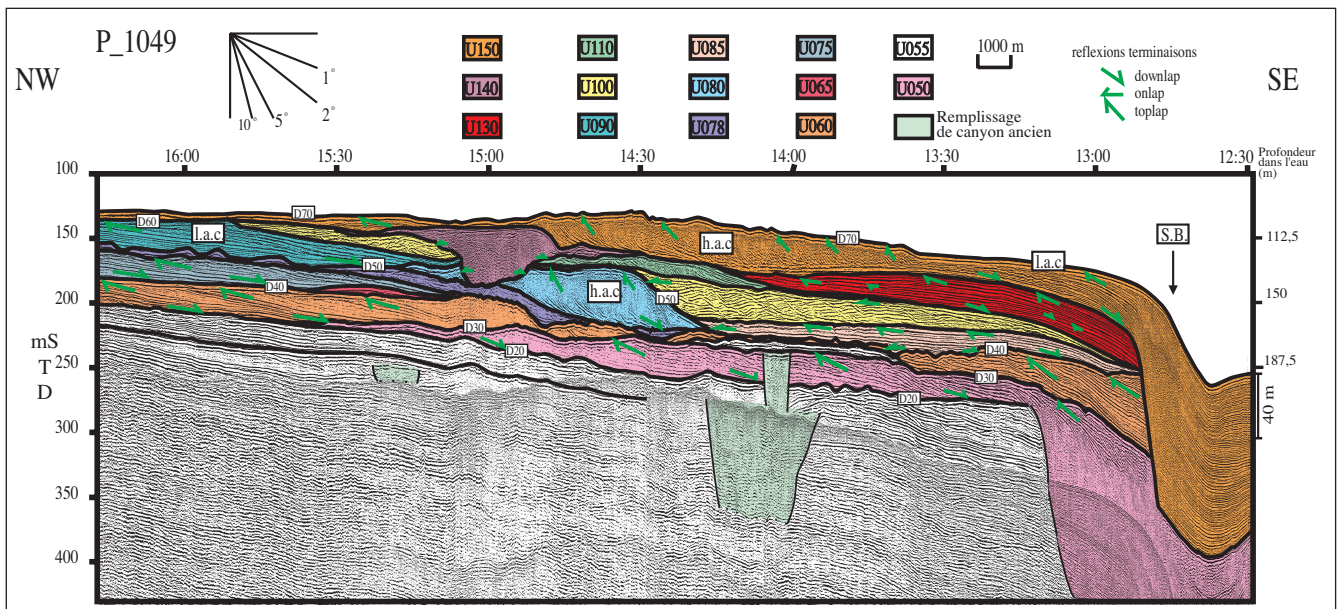 P_1049
NW
SE
1°
2°
5°
10°
U150
U110
U085
U075
U055
1000 m
U140
U100
U080
U065
U050
U130
U090
U078
U060
Remplissage
de canyon ancien
reflexions terminaisons
downlap
onlap
toplap
16:00
15:30
15:00
14:30
14:00
13:30
13:00
12:30
Profondeur
dans l'eau
(m)
100
150
200
250
300
350
400
mS
T
D
112,5
150
187,5
40 m
D60
D70
l.a.c
D50
D40
D30
D20
h.a.c
h.a.c
D50
D70
l.a.c
S.B.
D40
D30
D20